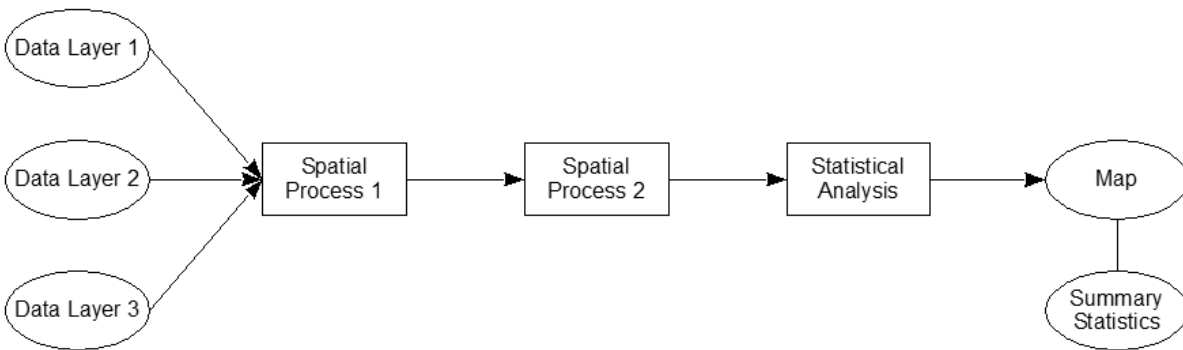 Data Layer 1
Data Layer 2
Data Layer 3
Spatial
Process 1
Spatial
Process 2
Statistical
Analysis
Map
Summary
Statistics